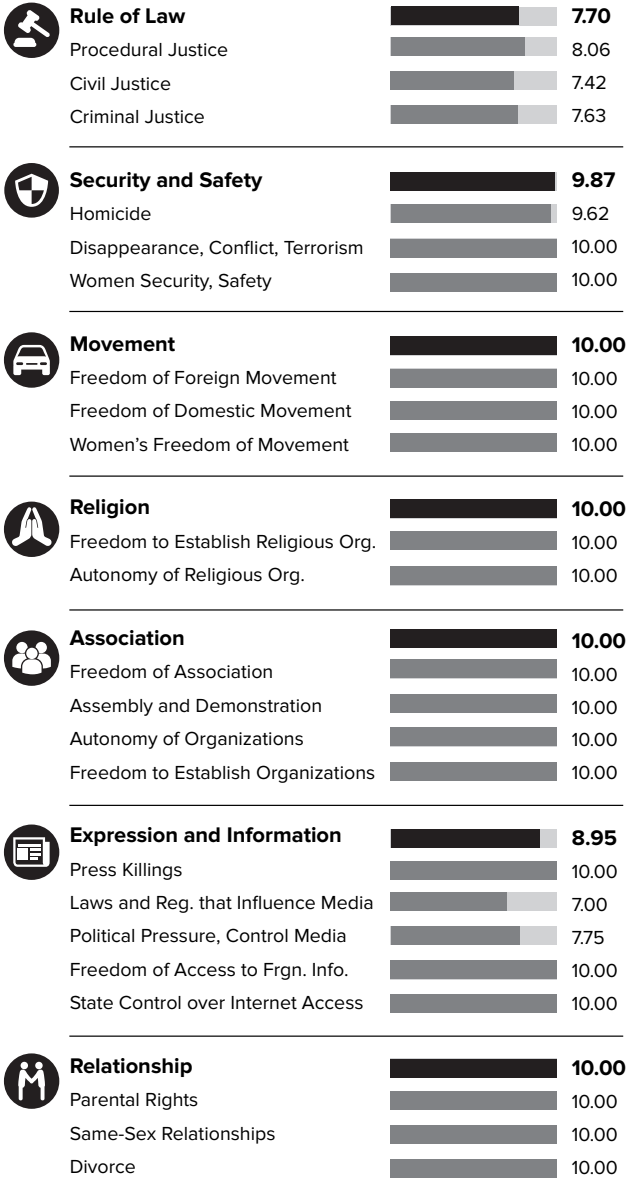 Rule of Law 7.70
Procedural Justice 8.06
Civil Justice 7.42
Criminal Justice 7.63
Security and Safety 9.87
Homicide 9.62
Disappearance, Conflict, Terrorism 10.00
Women Security, Safety 10.00
Movement 10.00
Freedom of Foreign Movement 10.00
Freedom of Domestic Movement 10.00
Women's Freedom of Movement 10.00
Religion 10.00
Freedom to Establish Religious Org. 10.00
Autonomy of Religious Org. 10.00
Association 10.00
Freedom of Association 10.00
Assembly and Demonstration 10.00
Autonomy of Organizations 10.00
Freedom to Establish Organizations 10.00
Expression and Information 8.95
Press Killings 10.00
Laws and Reg. that Influence Media 7.00
Political Pressure, Control Media 7.75
Freedom of Access to Frgn. Info. 10.00
State Control over Internet Access 10.00
Relationship 10.00
Parental Rights 10.00
Same-Sex Relationships 10.00
Divorce 10.00